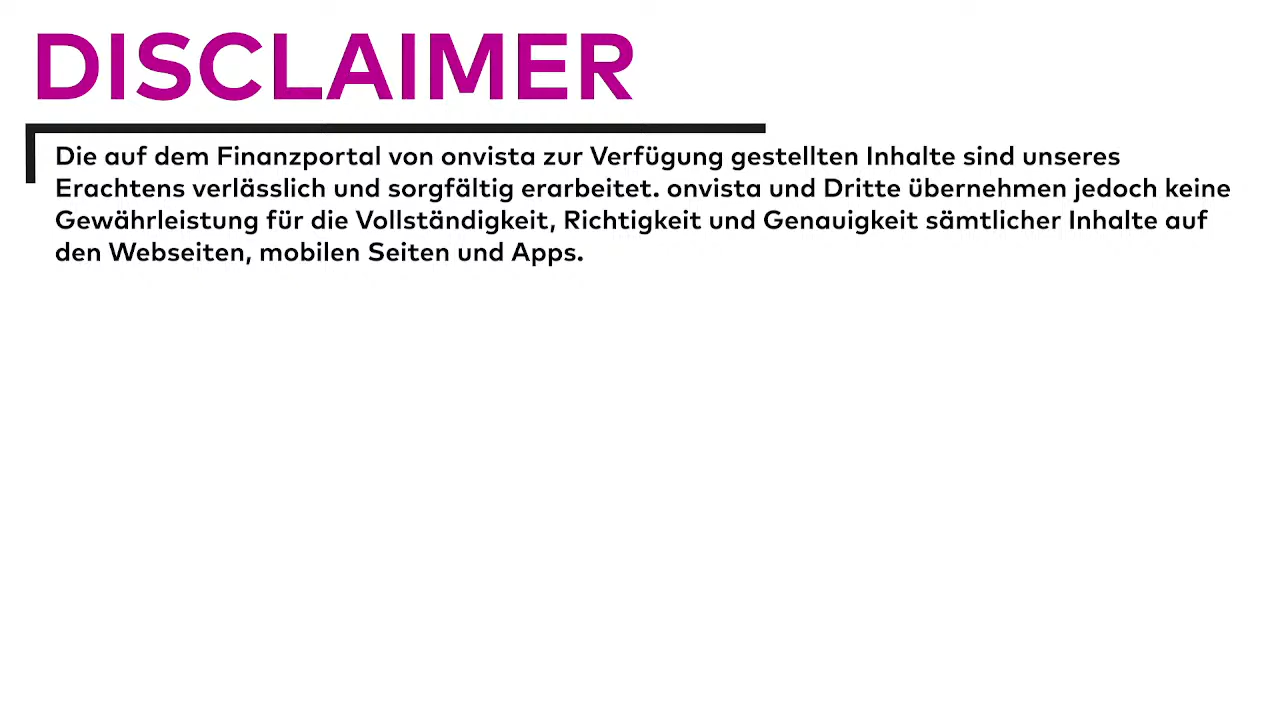 DISCLAIMER
Die auf dem Finanzportal von onvista zur Verfügung gestellten Inhalte sind unseres
Erachtens verlässlich und sorgfältig erarbeitet. onvista und Dritte übernehmen jedoch keine
Gewährleistung für die Vollständigkeit, Richtigkeit und Genauigkeit sämtlicher Inhalte auf
den Webseiten, mobilen Seiten und Apps.